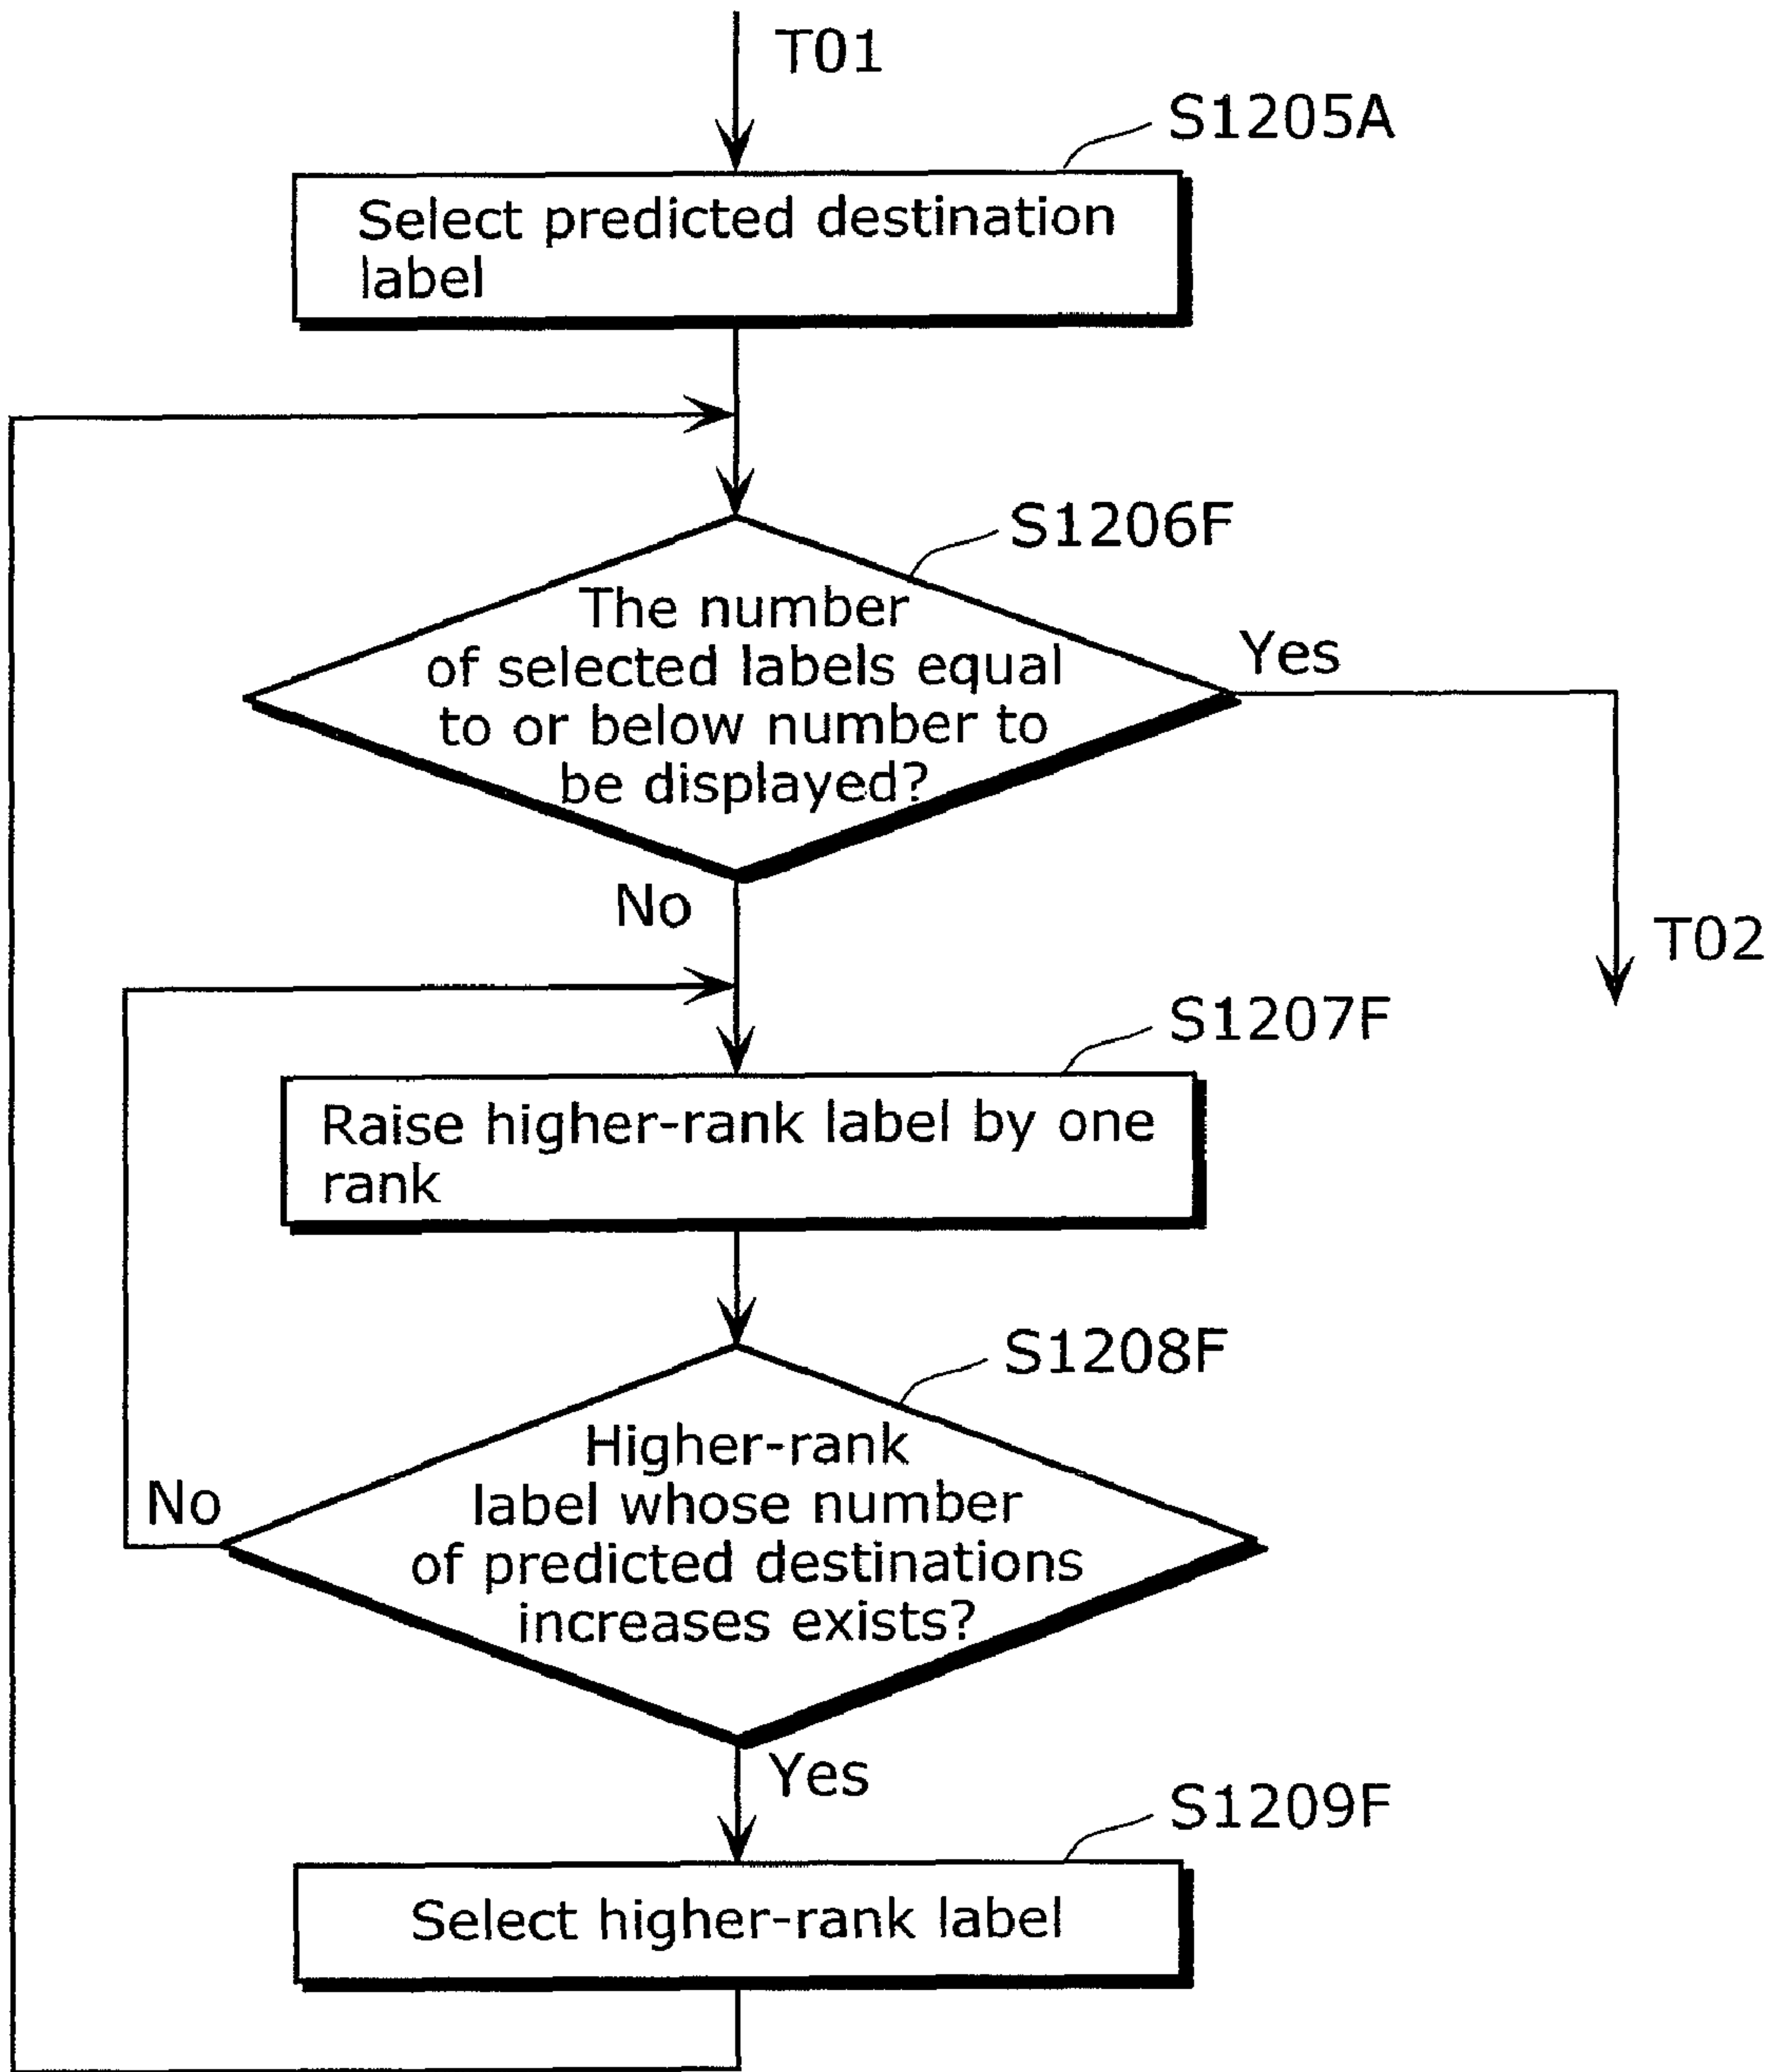 T01
S1205A
Select predicted destination
label
S1206F
The number
of selected labels equal
to or below number to
be displayed?
Yes
No
T02
S1207F
Raise higher-rank label by one
rank
S1208F
Higher-rank
label whose number
of predicted destinations
increases exists?
No
Yes
S1209F
Select higher-rank label